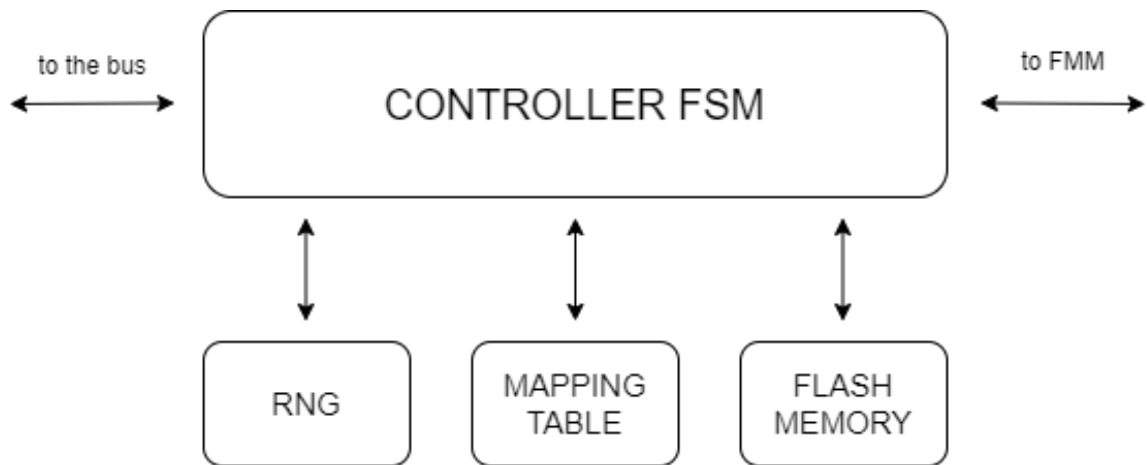 to the bus
CONTROLLER FSM
to FMM
RNG
MAPPING
TABLE
FLASH
MEMORY